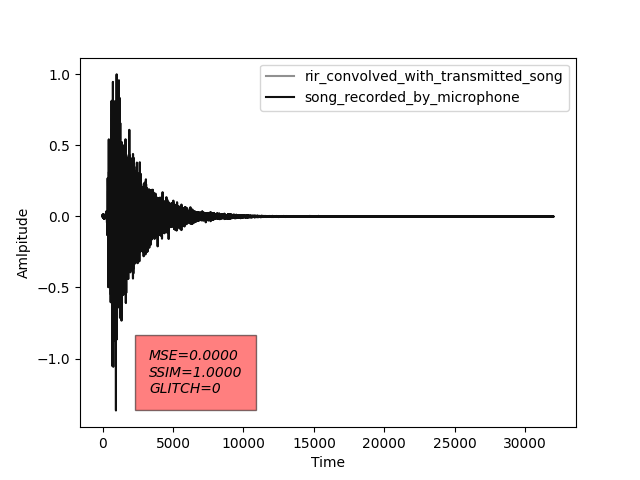 rir_convolved_with_transmitted_song
song_recorded_by_microphone
1.0
0.5
0.0
−0.5
−1.0
Amlpitude
MSE=0.0000
SSIM=1.0000
GLITCH=0
0 5000 10000 15000 20000 25000 30000
Time